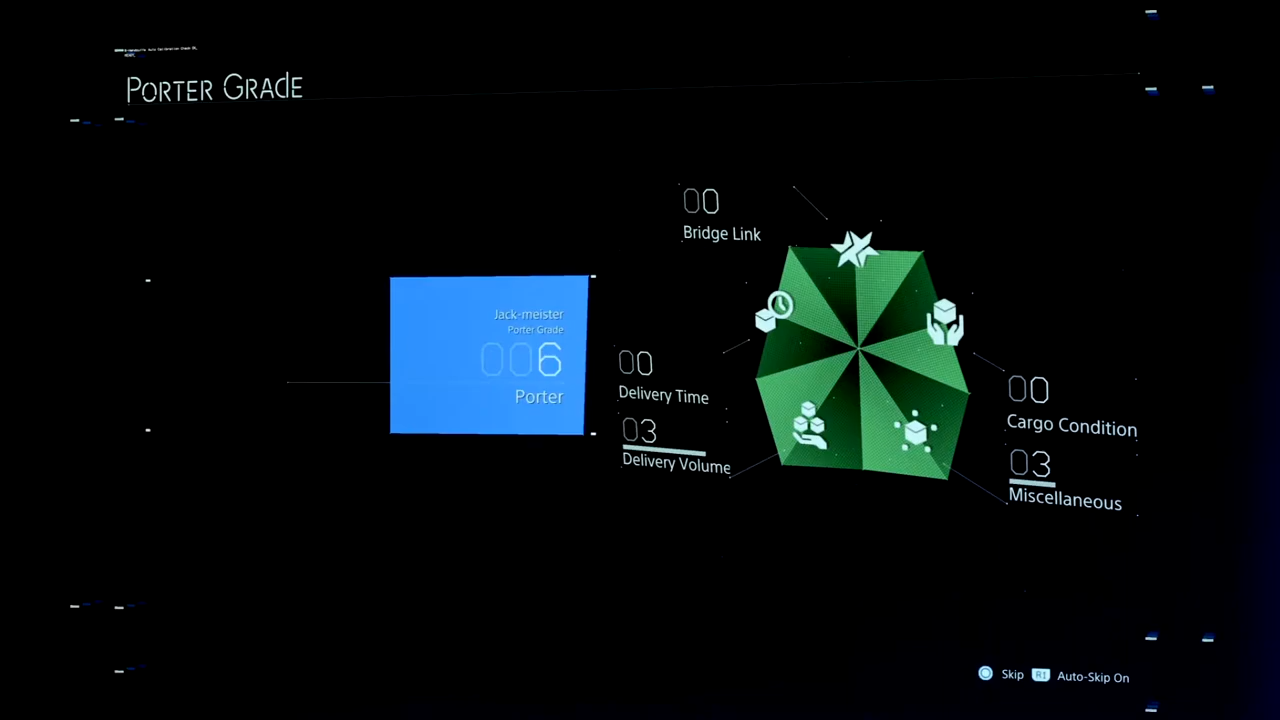 Porter Grade
00
Bridge Link
Jack-meister
Porter Grade
006
Porter
00
Delivery Time
03
Delivery Volume
00
Cargo Condition
03
Miscellaneous
Skip
R1
Auto-Skip On